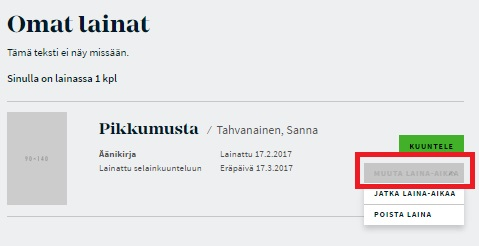 Omat lainat
Tämä teksti ei näy missään.
Sinulla on lainassa 1 kpl
98×148
Pikkumusta / Tahvanainen, Sanna
Äänikirja Lainattu 17.2.2017
Lainattu selainkuunteluun Eräpäivä 17.3.2017
KUUNTELE
MUUTA LAINA-AIKAA
JATKA LAINA-AIKAA
POISTA LAINA